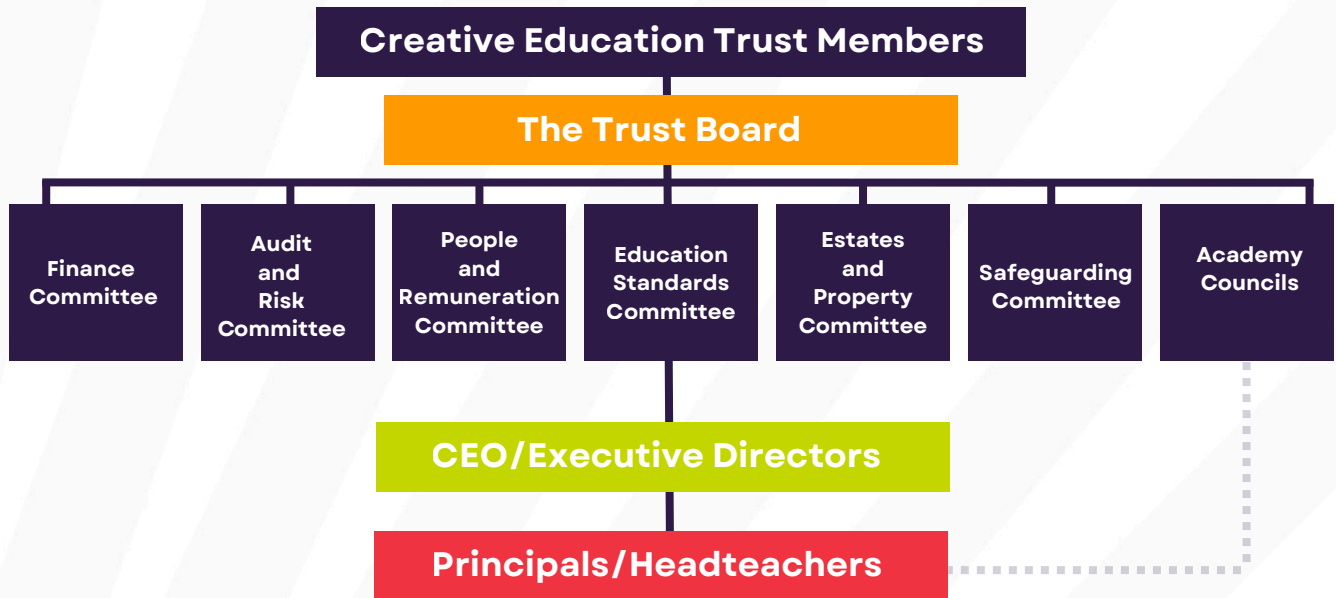 Creative Education Trust Members
The Trust Board
Finance
Committee
Audit
and
Risk
Committee
People
and
Remuneration
Committee
Education
Standards
Committee
Estates
and
Property
Committee
Safeguarding
Committee
Academy
Councils
CEO/Executive Directors
Principals/Headteachers